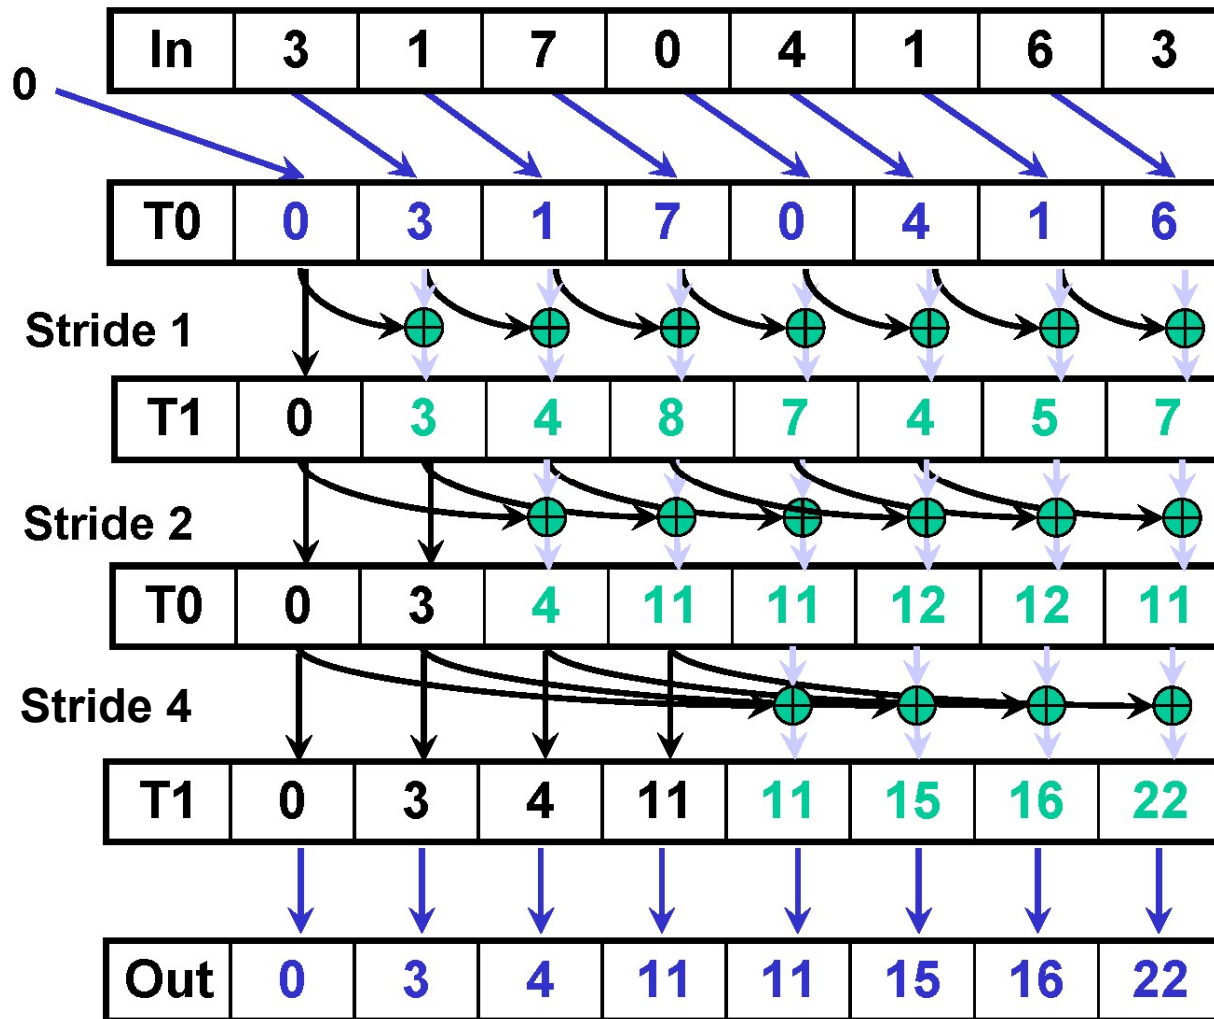 In 3 1 7 0 4 1 6 3
0
T0 0 3 1 7 0 4 1 6
Stride 1
T1 0 3 4 8 7 4 5 7
Stride 2
T0 0 3 4 11 11 12 12 11
Stride 4
T1 0 3 4 11 11 15 16 22
Out 0 3 4 11 11 15 16 22